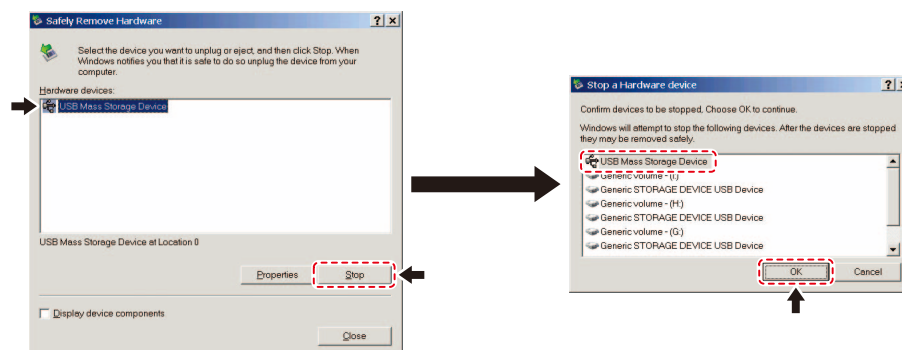 Safely Remove Hardware
Select the device you want to unplug or eject, and then click Stop. When
Windows notifies you that it is safe to do so unplug the device from your
computer.
Hardware devices:
USB Mass Storage Device
USB Mass Storage Device at Location 0
Properties
Stop
Display device components
Close
Stop a Hardware device
Confirm devices to be stopped, Choose OK to continue.
Windows will attempt to stop the following devices. After the devices are stopped
they may be removed safely.
USB Mass Storage Device
Generic volume - (I:)
Generic STORAGE DEVICE USB Device
Generic volume - (H:)
Generic STORAGE DEVICE USB Device
Generic volume - (G:)
Generic STORAGE DEVICE USB Device
OK
Cancel